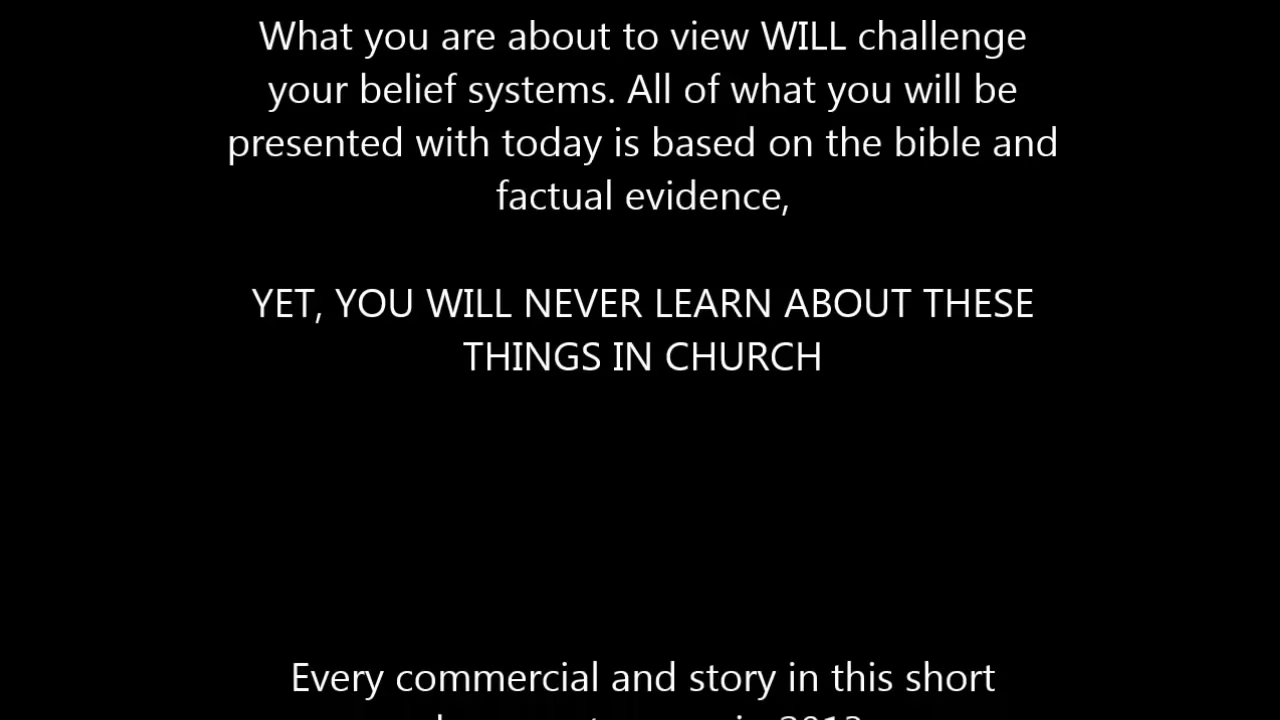 What you are about to view WILL challenge
your belief systems. All of what you will be
presented with today is based on the bible and
factual evidence,
YET, YOU WILL NEVER LEARN ABOUT THESE
THINGS IN CHURCH
Every commercial and story in this short